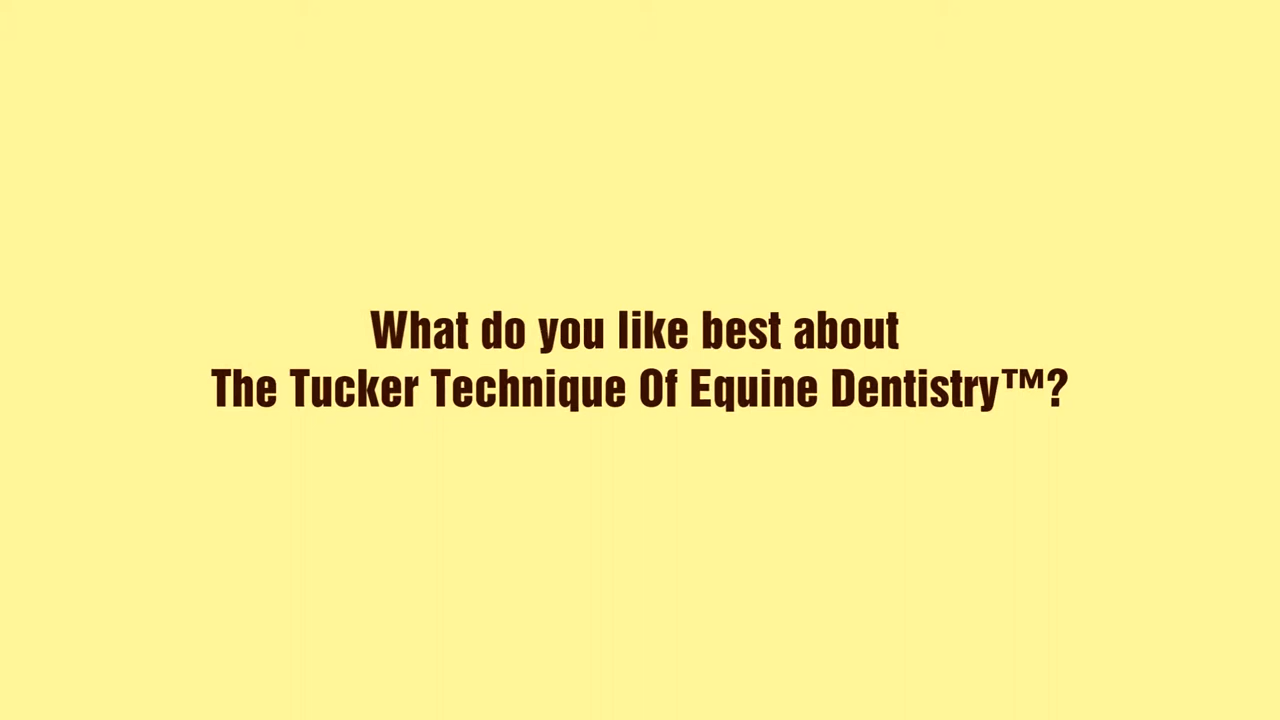 What do you like best about
The Tucker Technique Of Equine Dentistry™?